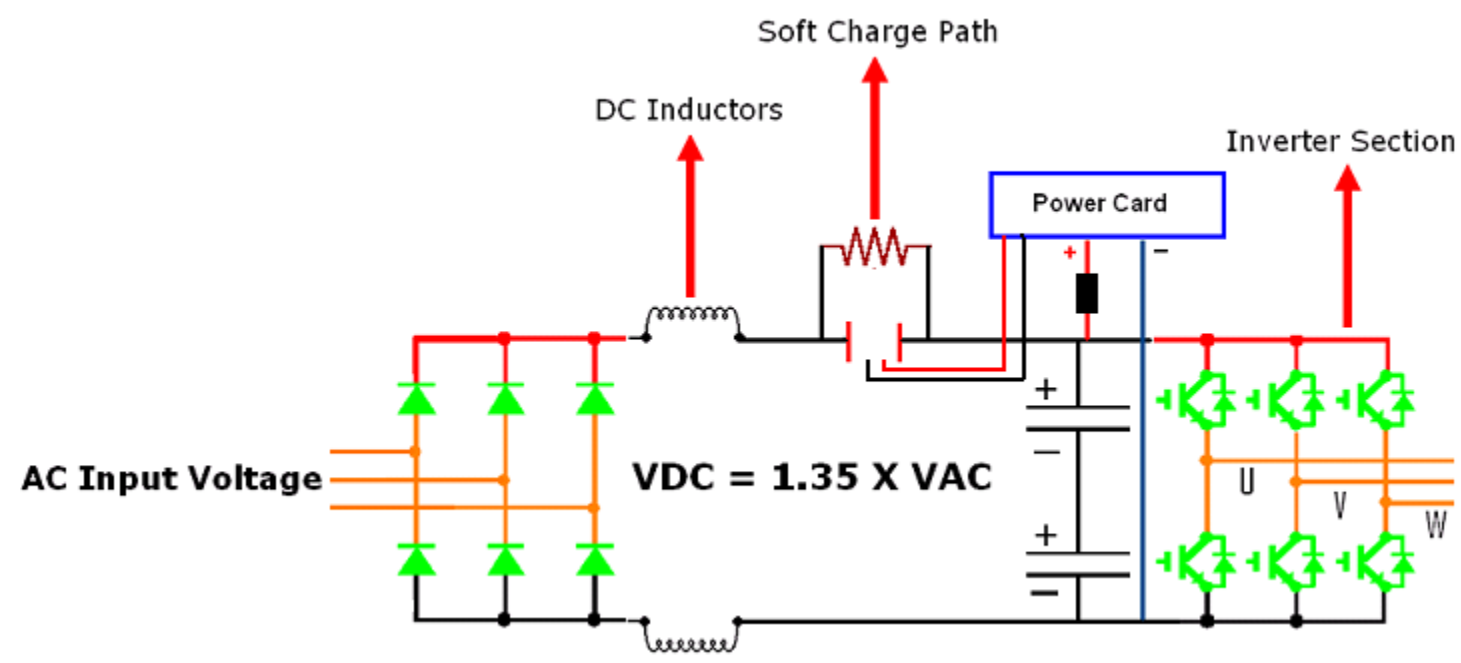 Soft Charge Path
DC Inductors
Inverter Section
Power Card
+
−
+
−
AC Input Voltage
VDC = 1.35 X VAC
U
V
W
+
−